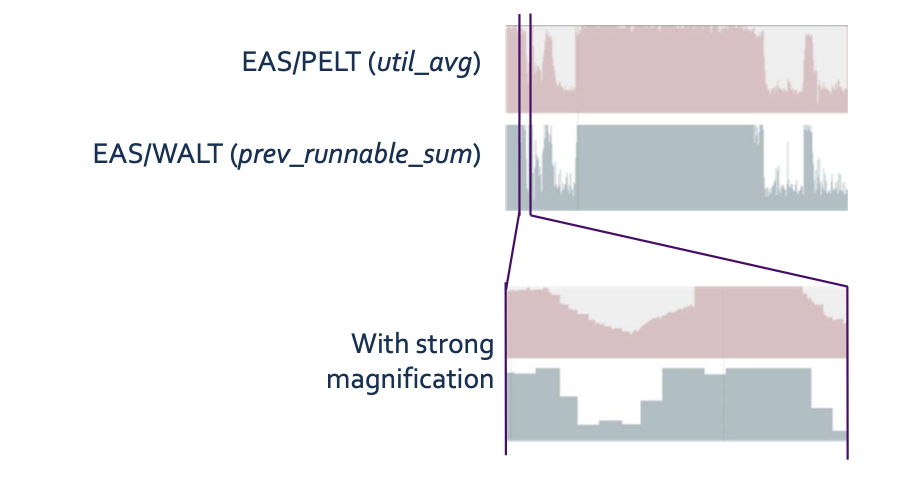 EAS/PELT (util_avg)
EAS/WALT (prev_runnable_sum)
With strong
magnification